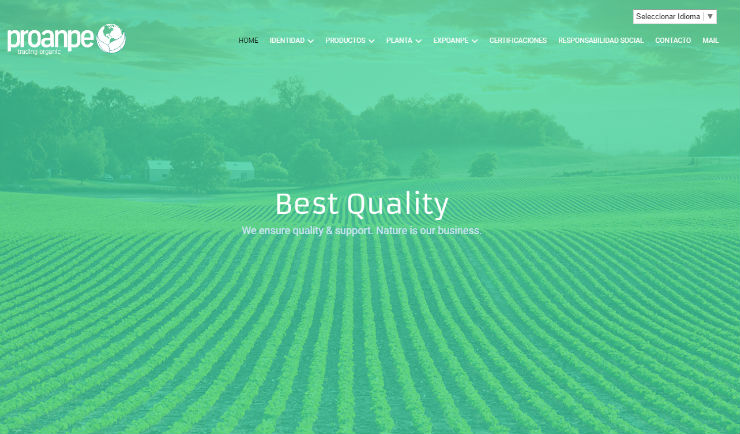 Seleccionar Idioma ▼
proanpe
trading organic
HOME IDENTIDAD PRODUCTOS PLANTA EXPOANPE CERTIFICACIONES RESPONSABILIDAD SOCIAL CONTACTO MAIL
Best Quality
We ensure quality & support. Nature is our business.